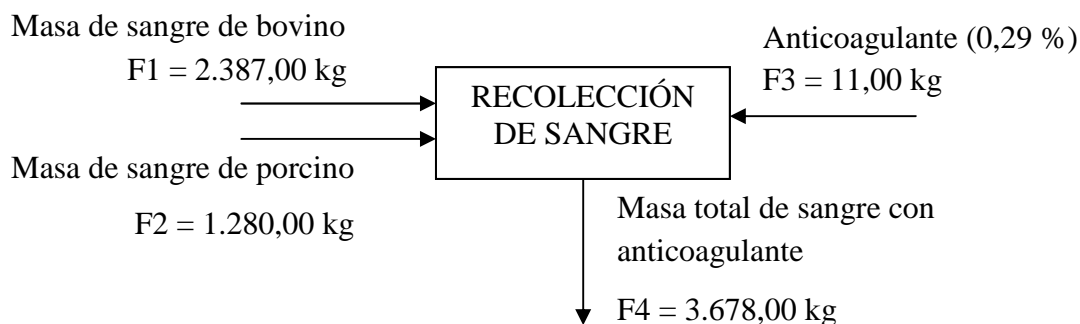 Masa de sangre de bovino
F1 = 2.387,00 kg
Anticoagulante (0,29 %)
F3 = 11,00 kg
RECOLECCIÓN
DE SANGRE
Masa de sangre de porcino
F2 = 1.280,00 kg
Masa total de sangre con
anticoagulante
F4 = 3.678,00 kg